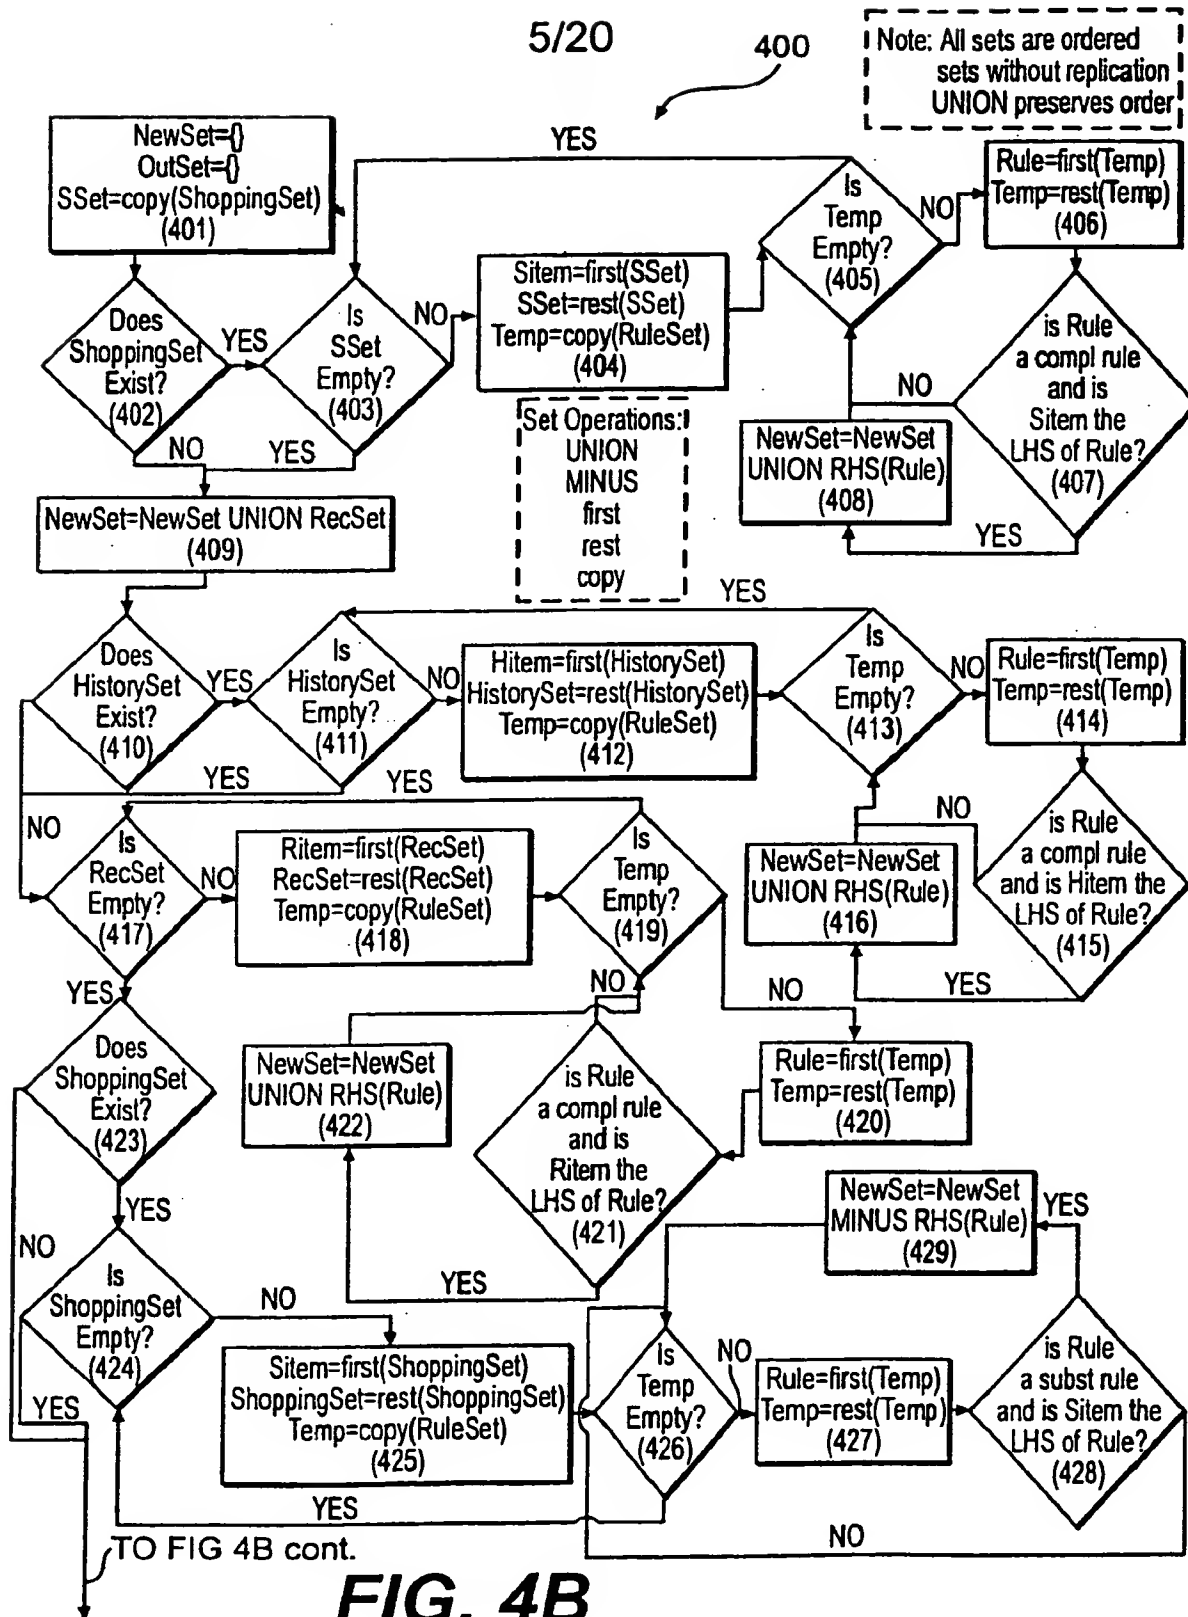 5/20
400
Note: All sets are ordered
sets without replication
UNION preserves order
NewSet={}
OutSet={}
SSet=copy(ShoppingSet)
(401)
YES
Is
Temp
Empty?
(405)
NO
Rule=first(Temp)
Temp=rest(Temp)
(406)
Does
ShoppingSet
Exist?
(402)
YES
NO
Is
SSet
Empty?
(403)
NO
YES
Sitem=first(SSet)
SSet=rest(SSet)
Temp=copy(RuleSet)
(404)
is Rule
a compl rule
and is
Sitem the
LHS of Rule?
(407)
NO
YES
NewSet=NewSet
UNION RHS(Rule)
(408)
Set Operations:
UNION
MINUS
first
rest
copy
NewSet=NewSet UNION RecSet
(409)
YES
Does
HistorySet
Exist?
(410)
YES
NO
Is
HistorySet
Empty?
(411)
NO
YES
Hitem=first(HistorySet)
HistorySet=rest(HistorySet)
Temp=copy(RuleSet)
(412)
Is
Temp
Empty?
(413)
NO
Rule=first(Temp)
Temp=rest(Temp)
(414)
is Rule
a compl rule
and is Hitem the
LHS of Rule?
(415)
NO
YES
NewSet=NewSet
UNION RHS(Rule)
(416)
YES
Is
RecSet
Empty?
(417)
NO
YES
Ritem=first(RecSet)
RecSet=rest(RecSet)
Temp=copy(RuleSet)
(418)
Is
Temp
Empty?
(419)
NO
Rule=first(Temp)
Temp=rest(Temp)
(420)
is Rule
a compl rule
and is
Ritem the
LHS of Rule?
(421)
NO
YES
NewSet=NewSet
UNION RHS(Rule)
(422)
Does
ShoppingSet
Exist?
(423)
YES
NO
Is
ShoppingSet
Empty?
(424)
NO
YES
Sitem=first(ShoppingSet)
ShoppingSet=rest(ShoppingSet)
Temp=copy(RuleSet)
(425)
Is
Temp
Empty?
(426)
NO
YES
Rule=first(Temp)
Temp=rest(Temp)
(427)
is Rule
a subst rule
and is Sitem the
LHS of Rule?
(428)
YES
NO
NewSet=NewSet
MINUS RHS(Rule)
(429)
TO FIG 4B cont.
FIG. 4B